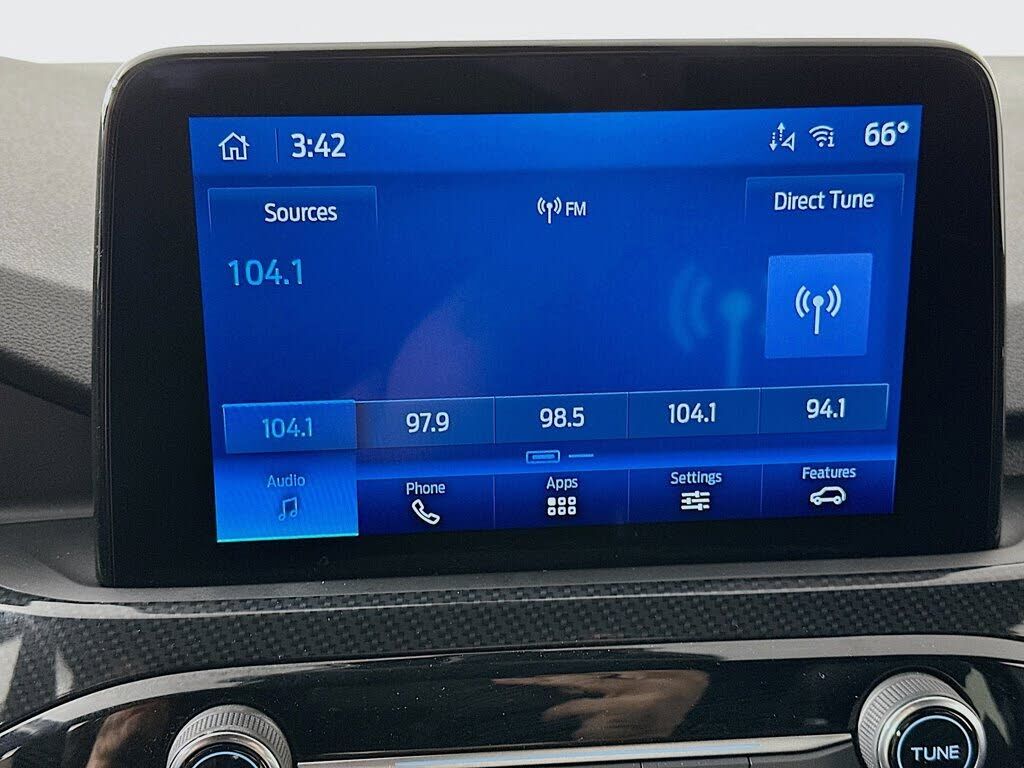 3:42
66°
Sources
FM
Direct Tune
104.1
104.1 97.9 98.5 104.1 94.1
Audio Phone Apps Settings Features
TUNE